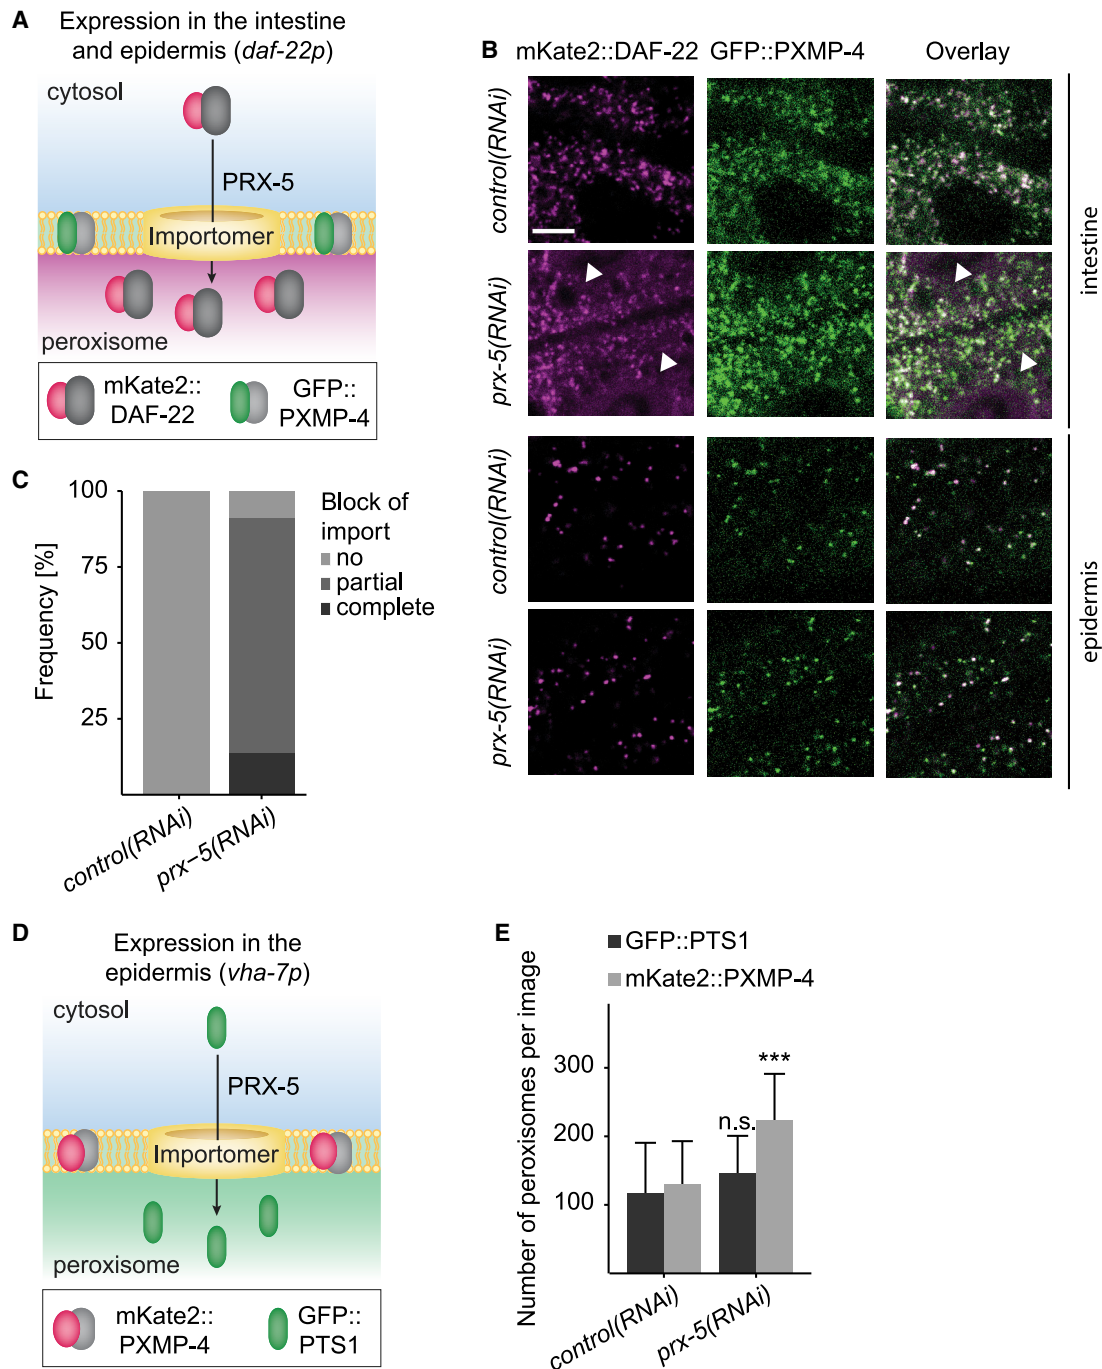 A
Expression in the intestine
and epidermis (daf-22p)
cytosol
PRX-5
Importomer
peroxisome
mKate2::
DAF-22
GFP::
PXMP-4
B
mKate2::DAF-22
GFP::PXMP-4
Overlay
control(RNAi)
prx-5(RNAi)
intestine
control(RNAi)
prx-5(RNAi)
epidermis
C
Frequency [%]
100
75
50
25
Block of
import
no
partial
complete
control(RNAi)
prx−5(RNAi)
D
Expression in the
epidermis (vha-7p)
cytosol
PRX-5
Importomer
peroxisome
mKate2::
PXMP-4
GFP::
PTS1
E
GFP::PTS1
mKate2::PXMP-4
Number of peroxisomes per image
300
200
100
n.s.
***
control(RNAi)
prx-5(RNAi)